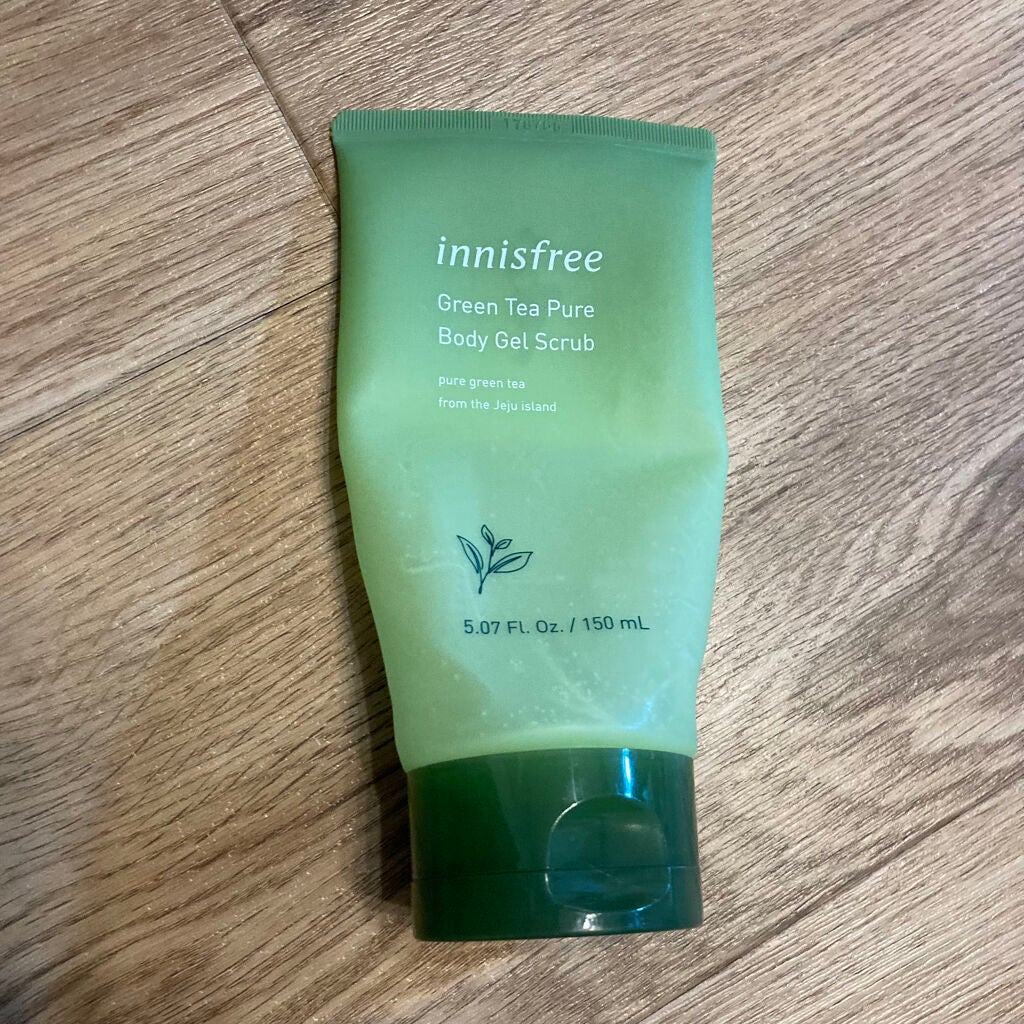 innisfree
Green Tea Pure
Body Gel Scrub
pure green tea
from the Jeju island
5.07 Fl. Oz. / 150 mL